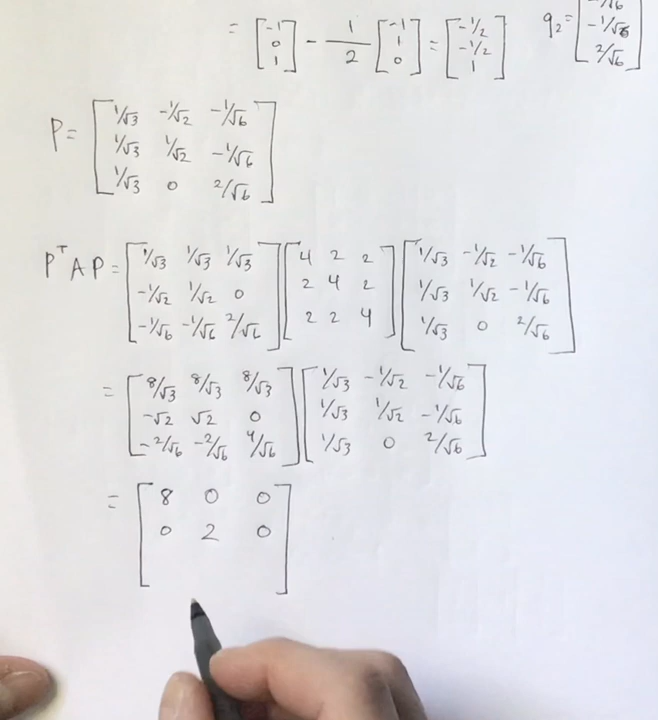 = [-1 0 1] - 1/2 [-1 1 0] = [-1/2 -1/2 1] q₂ = [-1/√6 -1/√6 2/√6]
P = [1/√3 -1/√2 -1/√6
1/√3 1/√2 -1/√6
1/√3 0 2/√6]
PᵀAP = [1/√3 1/√3 1/√3] [4 2 2] [1/√3 -1/√2 -1/√6]
[-1/√2 1/√2 0] [2 4 2] [1/√3 1/√2 -1/√6]
[-1/√6 -1/√6 2/√6] [2 2 4] [1/√3 0 2/√6]
= [8/√3 8/√3 8/√3] [1/√3 -1/√2 -1/√6]
[-√2 √2 0] [1/√3 1/√2 -1/√6]
[-2/√6 -2/√6 4/√6] [1/√3 0 2/√6]
= [8 0 0
0 2 0
]